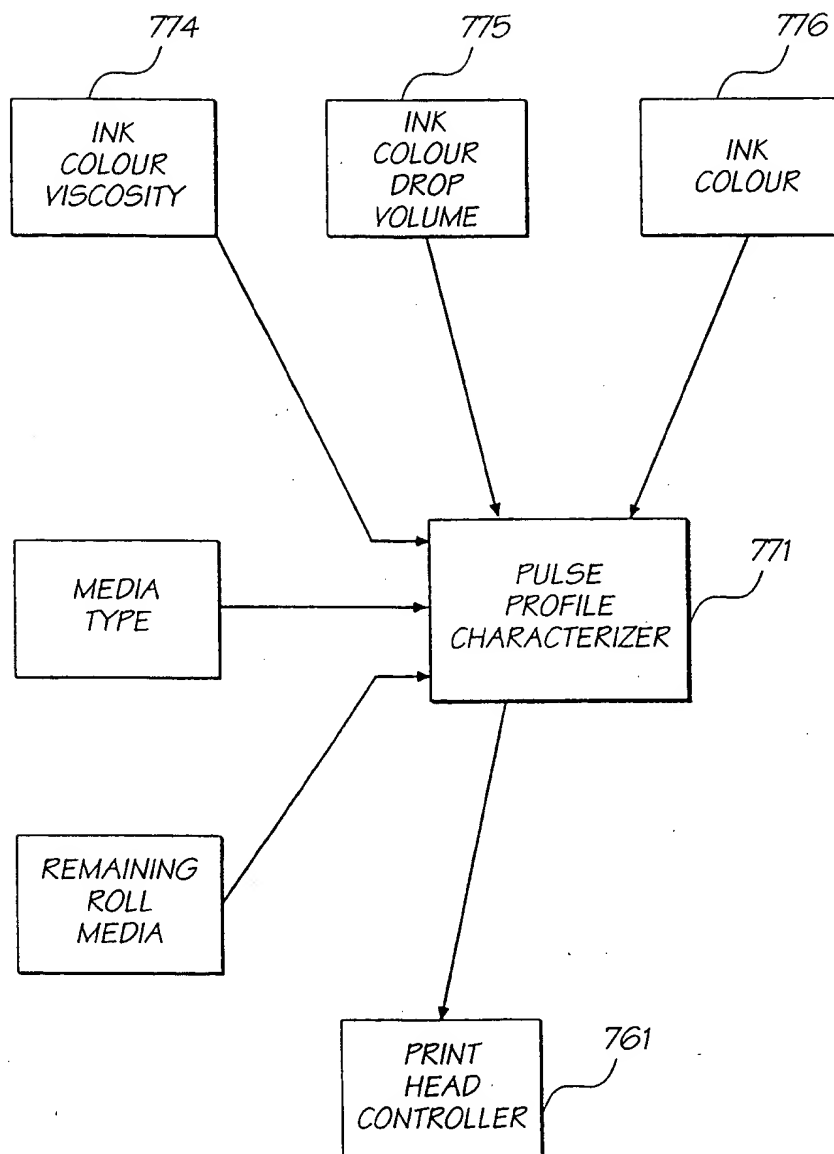 774
775
776
INK
COLOUR
VISCOSITY
INK
COLOUR
DROP
VOLUME
INK
COLOUR
771
MEDIA
TYPE
PULSE
PROFILE
CHARACTERIZER
REMAINING
ROLL
MEDIA
761
PRINT
HEAD
CONTROLLER